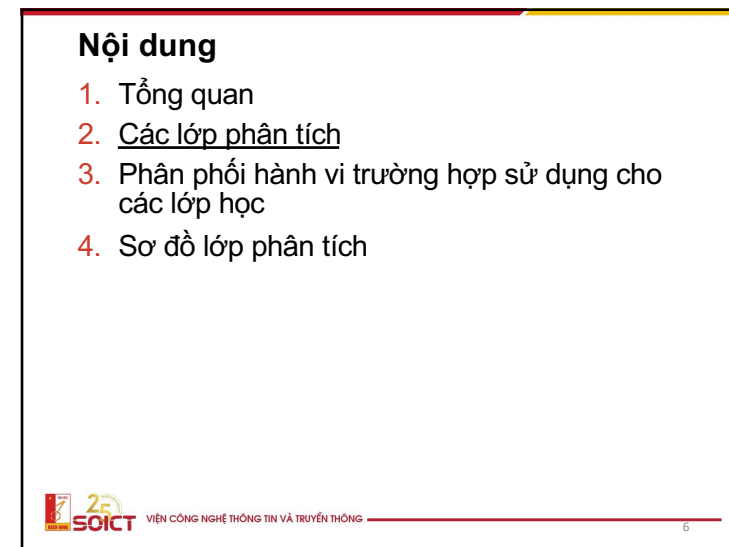 Nội dung
1. Tổng quan
2. Các lớp phân tích
3. Phân phối hành vi trường hợp sử dụng cho
các lớp học
4. Sơ đồ lớp phân tích
25
SOICT
VIỆN CÔNG NGHỆ THÔNG TIN VÀ TRUYỀN THÔNG
6